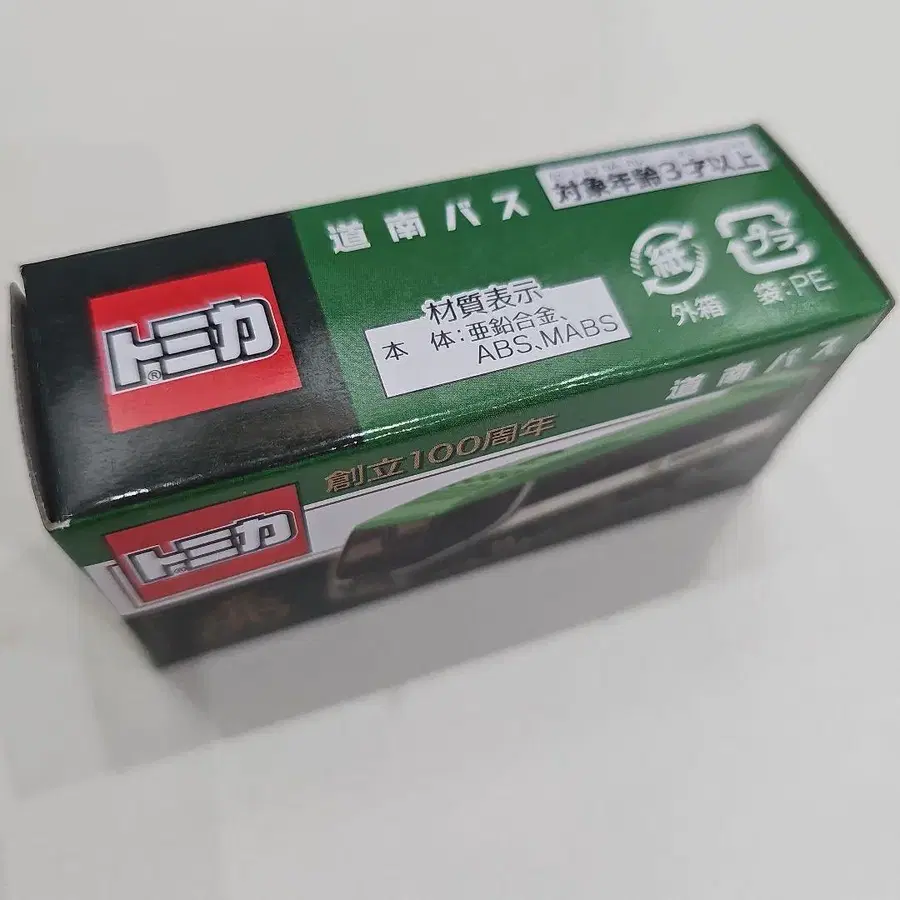 道南バス
対象年齢3才以上
トミカ
®
材質表示
本 体:亜鉛合金、
ABS、MABS
紙
外箱
プラ
袋:PE
道南バス
創立100周年
トミカ